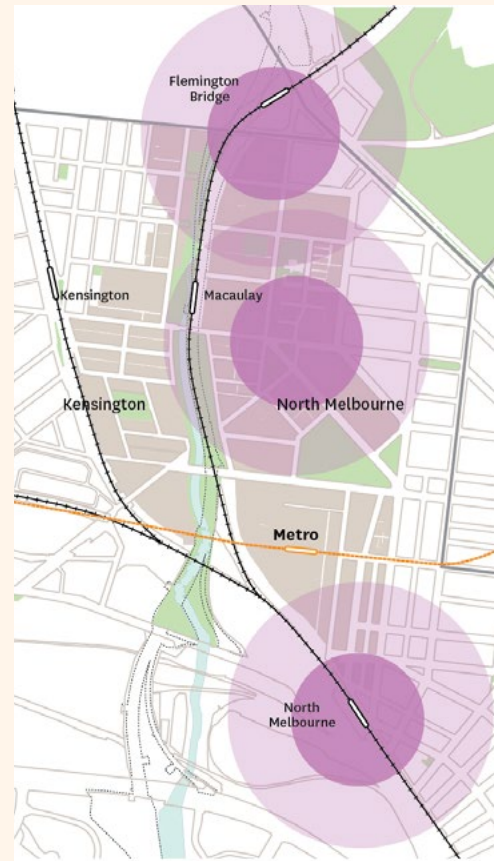 Flemington
Bridge
Kensington
Macaulay
Kensington
North Melbourne
Metro
North
Melbourne